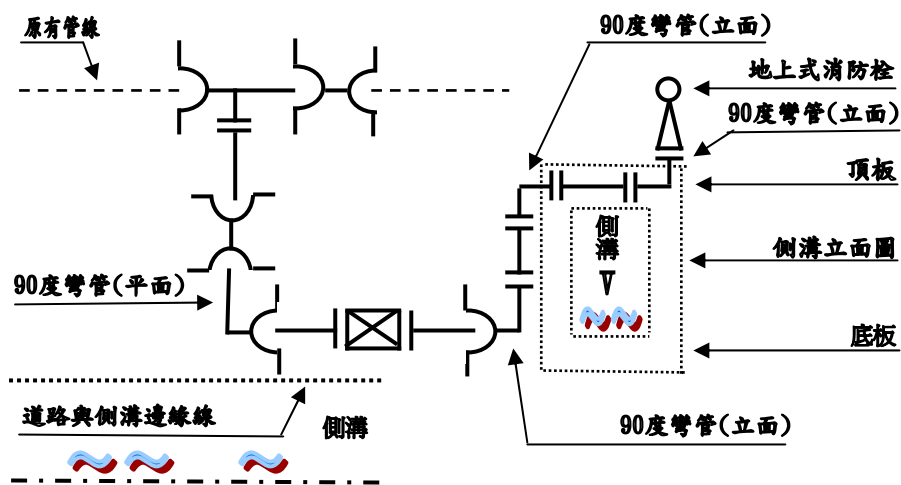 原有管線
90度彎管(立面)
地上式消防栓
90度彎管(立面)
頂板
側溝
側溝立面圖
90度彎管(平面)
底板
道路與側溝邊緣線
側溝
90度彎管(立面)